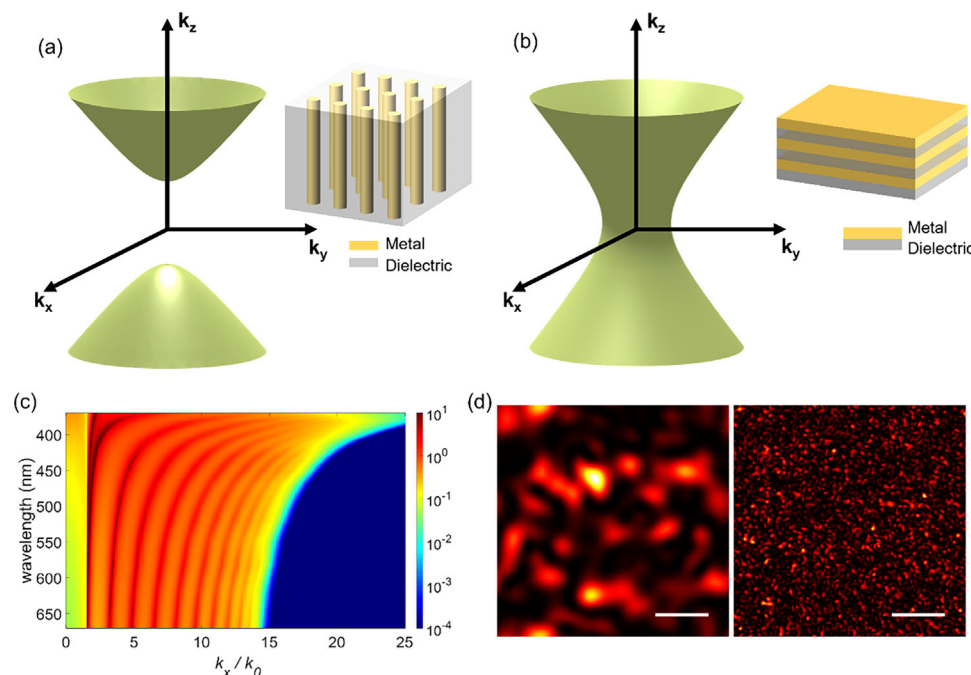 (a)
k_z
k_y
k_x
Metal
Dielectric
(b)
k_z
k_y
k_x
Metal
Dielectric
(c)
wavelength (nm)
400
450
500
550
600
650
0 5 10 15 20 25
k_x / k_0
10^1
10^0
10^-1
10^-2
10^-3
10^-4
(d)